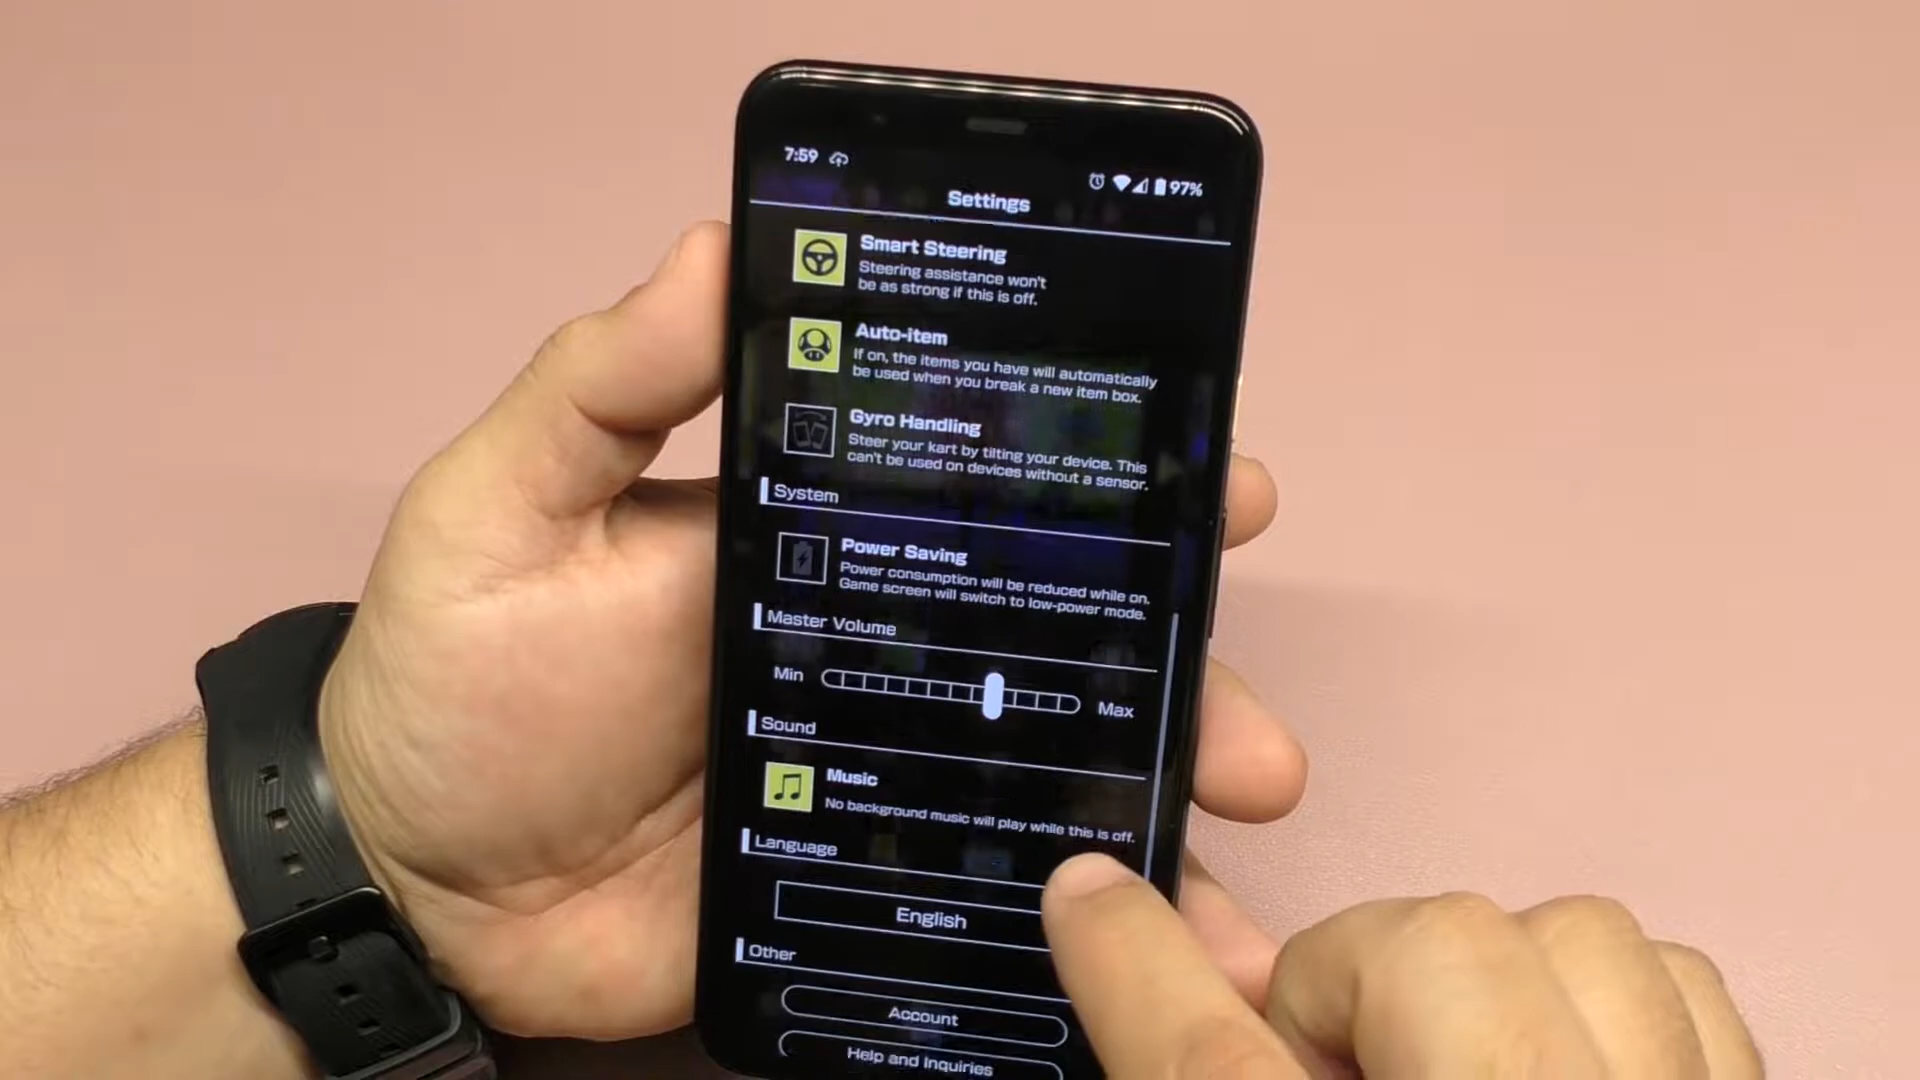 7:59
97%
Settings
Smart Steering
Steering assistance won't
be as strong if this is off.
Auto-item
If on, the items you have will automatically
be used when you break a new item box.
Gyro Handling
Steer your kart by tilting your device. This
can't be used on devices without a sensor.
System
Power Saving
Power consumption will be reduced while on.
Game screen will switch to low-power mode.
Master Volume
Min
Max
Sound
Music
No background music will play while this is off.
Language
English
Other
Account
Help and Inquiries